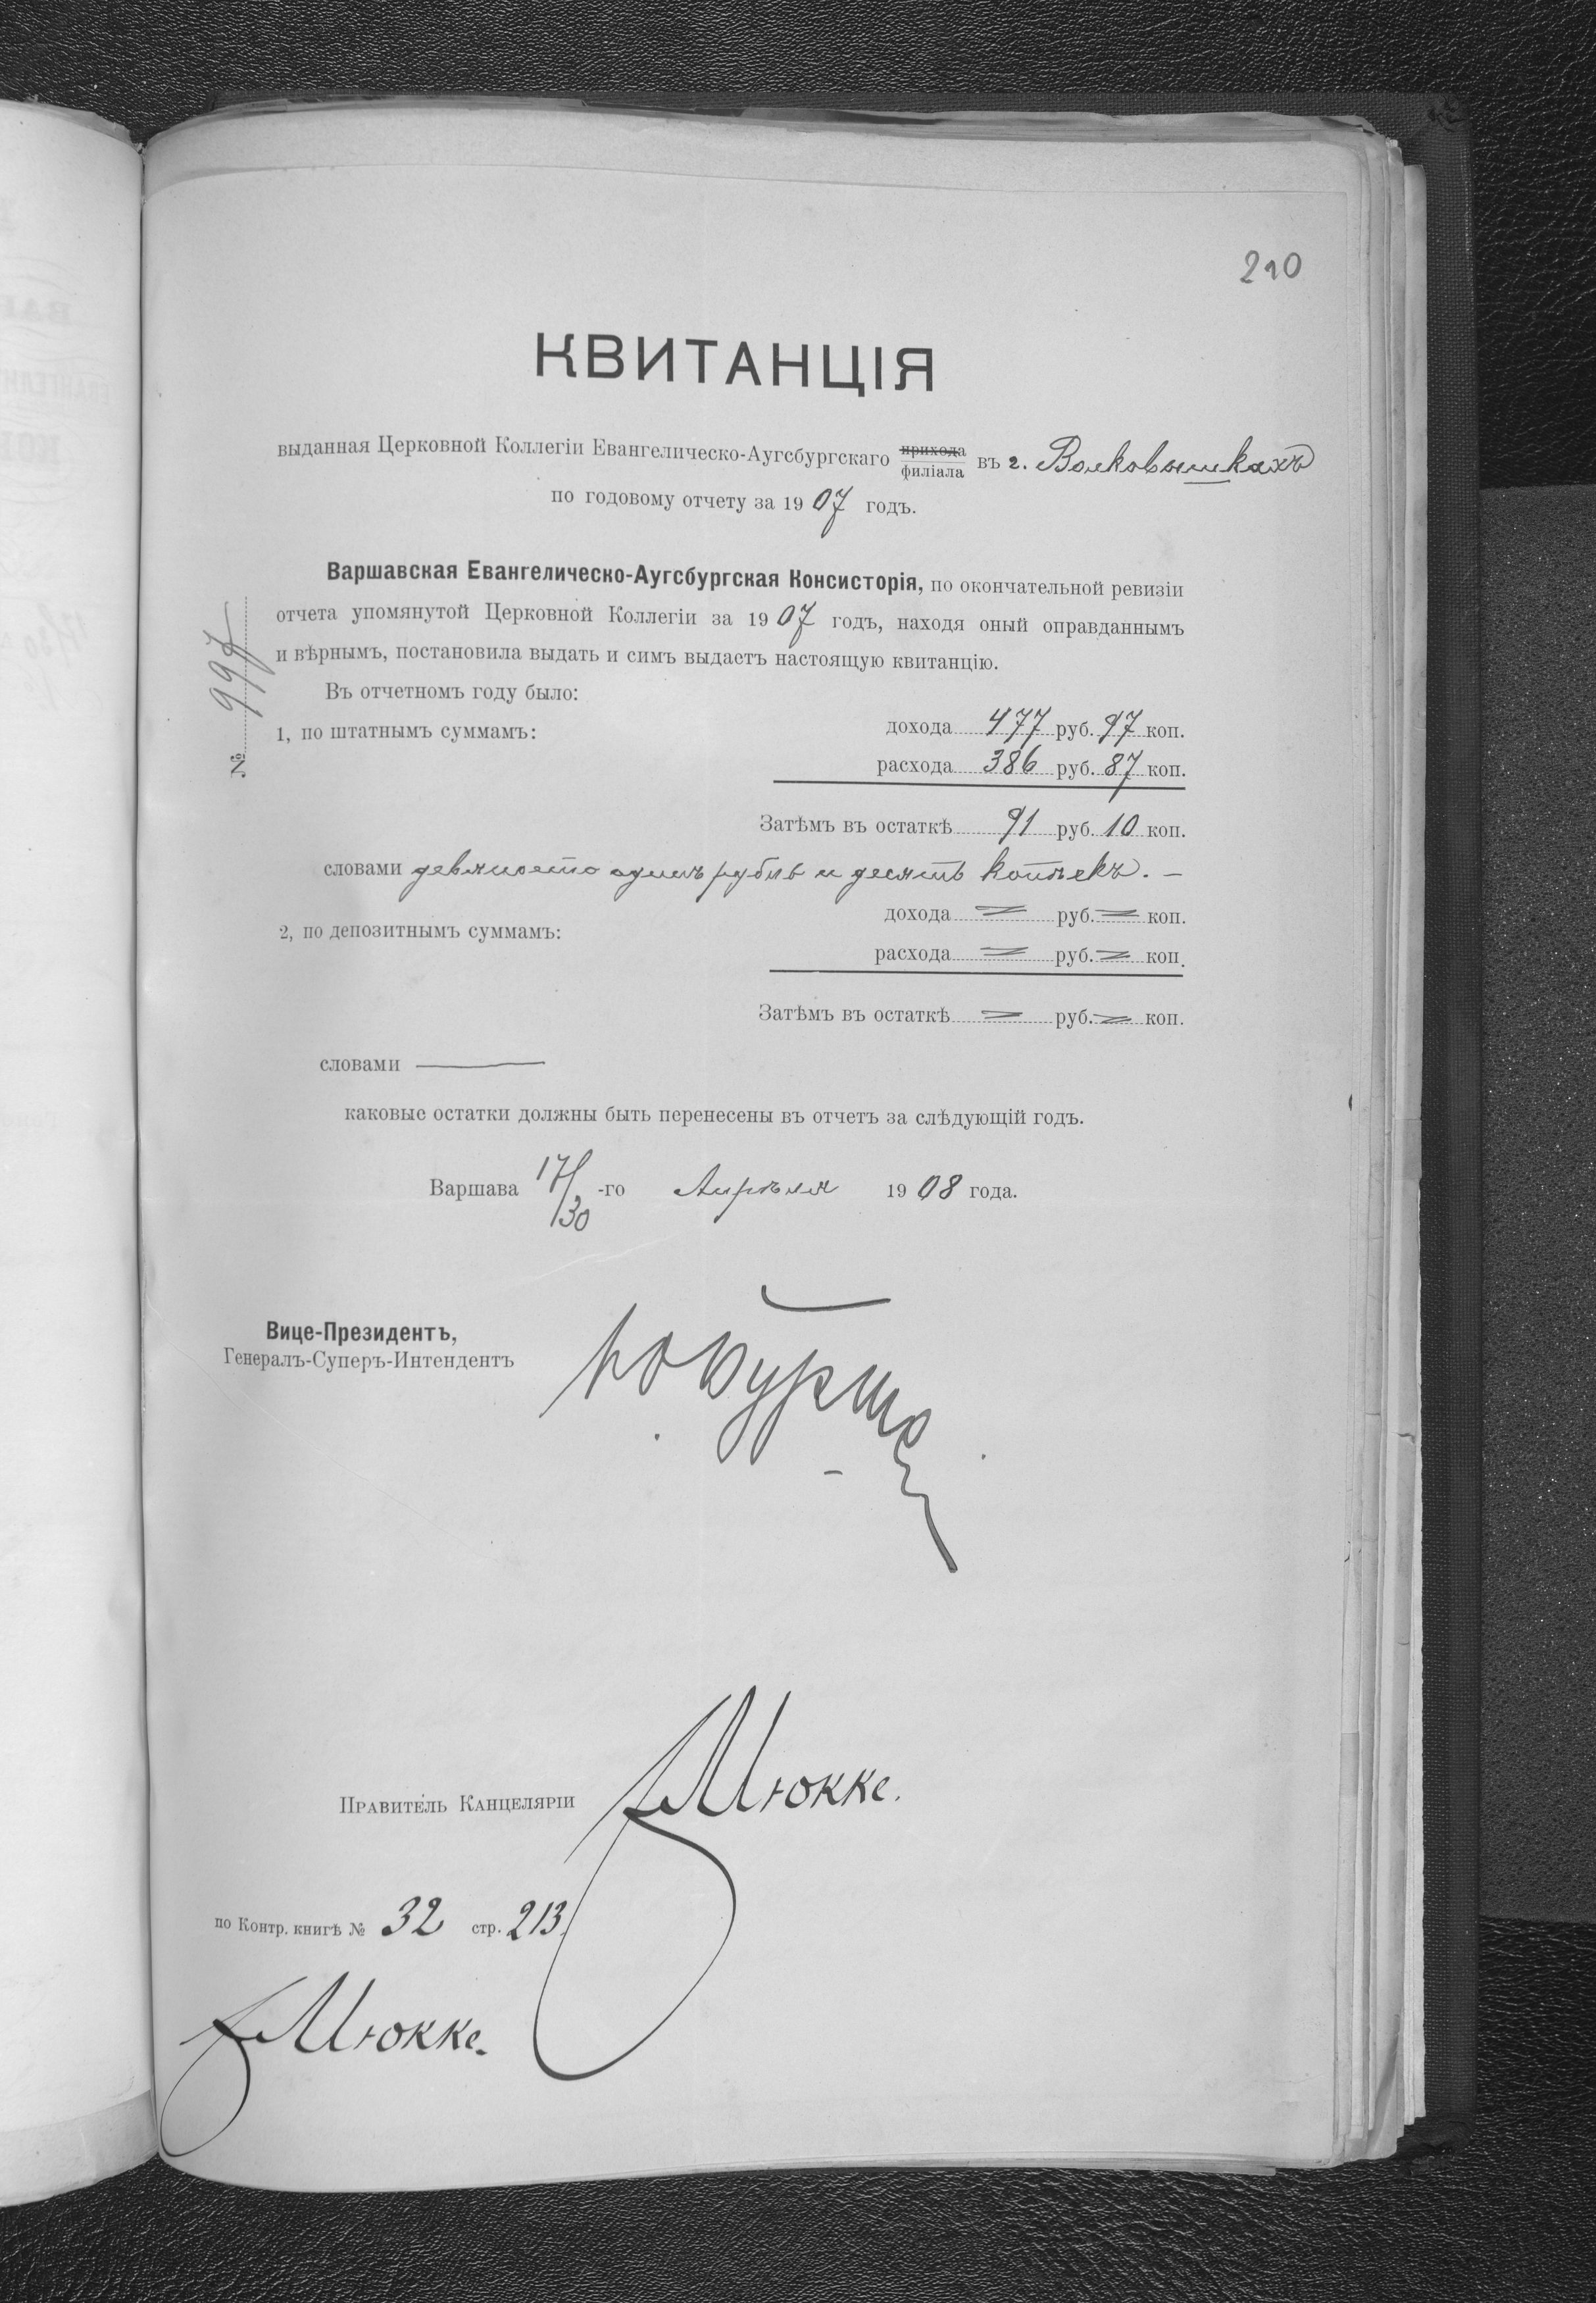 210
КВИТАНЦІЯ
выданная Церковной Коллегіи Евангелическо-Аугсбургскаго прихода филіала въ г. Волковышкахъ
по годовому отчету за 1907 годъ.
Варшавская Евангелическо-Аугсбургская Консисторія, по окончательной ревизіи
отчета упомянутой Церковной Коллегіи за 1907 годъ, находя оный оправданнымъ
и вѣрнымъ, постановила выдать и симъ выдаетъ настоящую квитанцію.
№ 997
Въ отчетномъ году было:
1, по штатнымъ суммамъ: дохода 477 руб. 97 коп.
расхода 386 руб. 87 коп.
Затѣмъ въ остаткѣ 91 руб. 10 коп.
словами девяносто одинъ рубль и десять копѣекъ. —
2, по депозитнымъ суммамъ: дохода = руб. = коп.
расхода = руб. = коп.
Затѣмъ въ остаткѣ = руб. = коп.
словами —
каковые остатки должны быть перенесены въ отчетъ за слѣдующій годъ.
Варшава 17/30-го Апрѣля 1908 года.
Вице-Президентъ,
Генералъ-Суперъ-Интендентъ
Правитель Канцеляріи Мюкке.
по Контр. книгѣ № 32 стр. 213.
Мюкке.